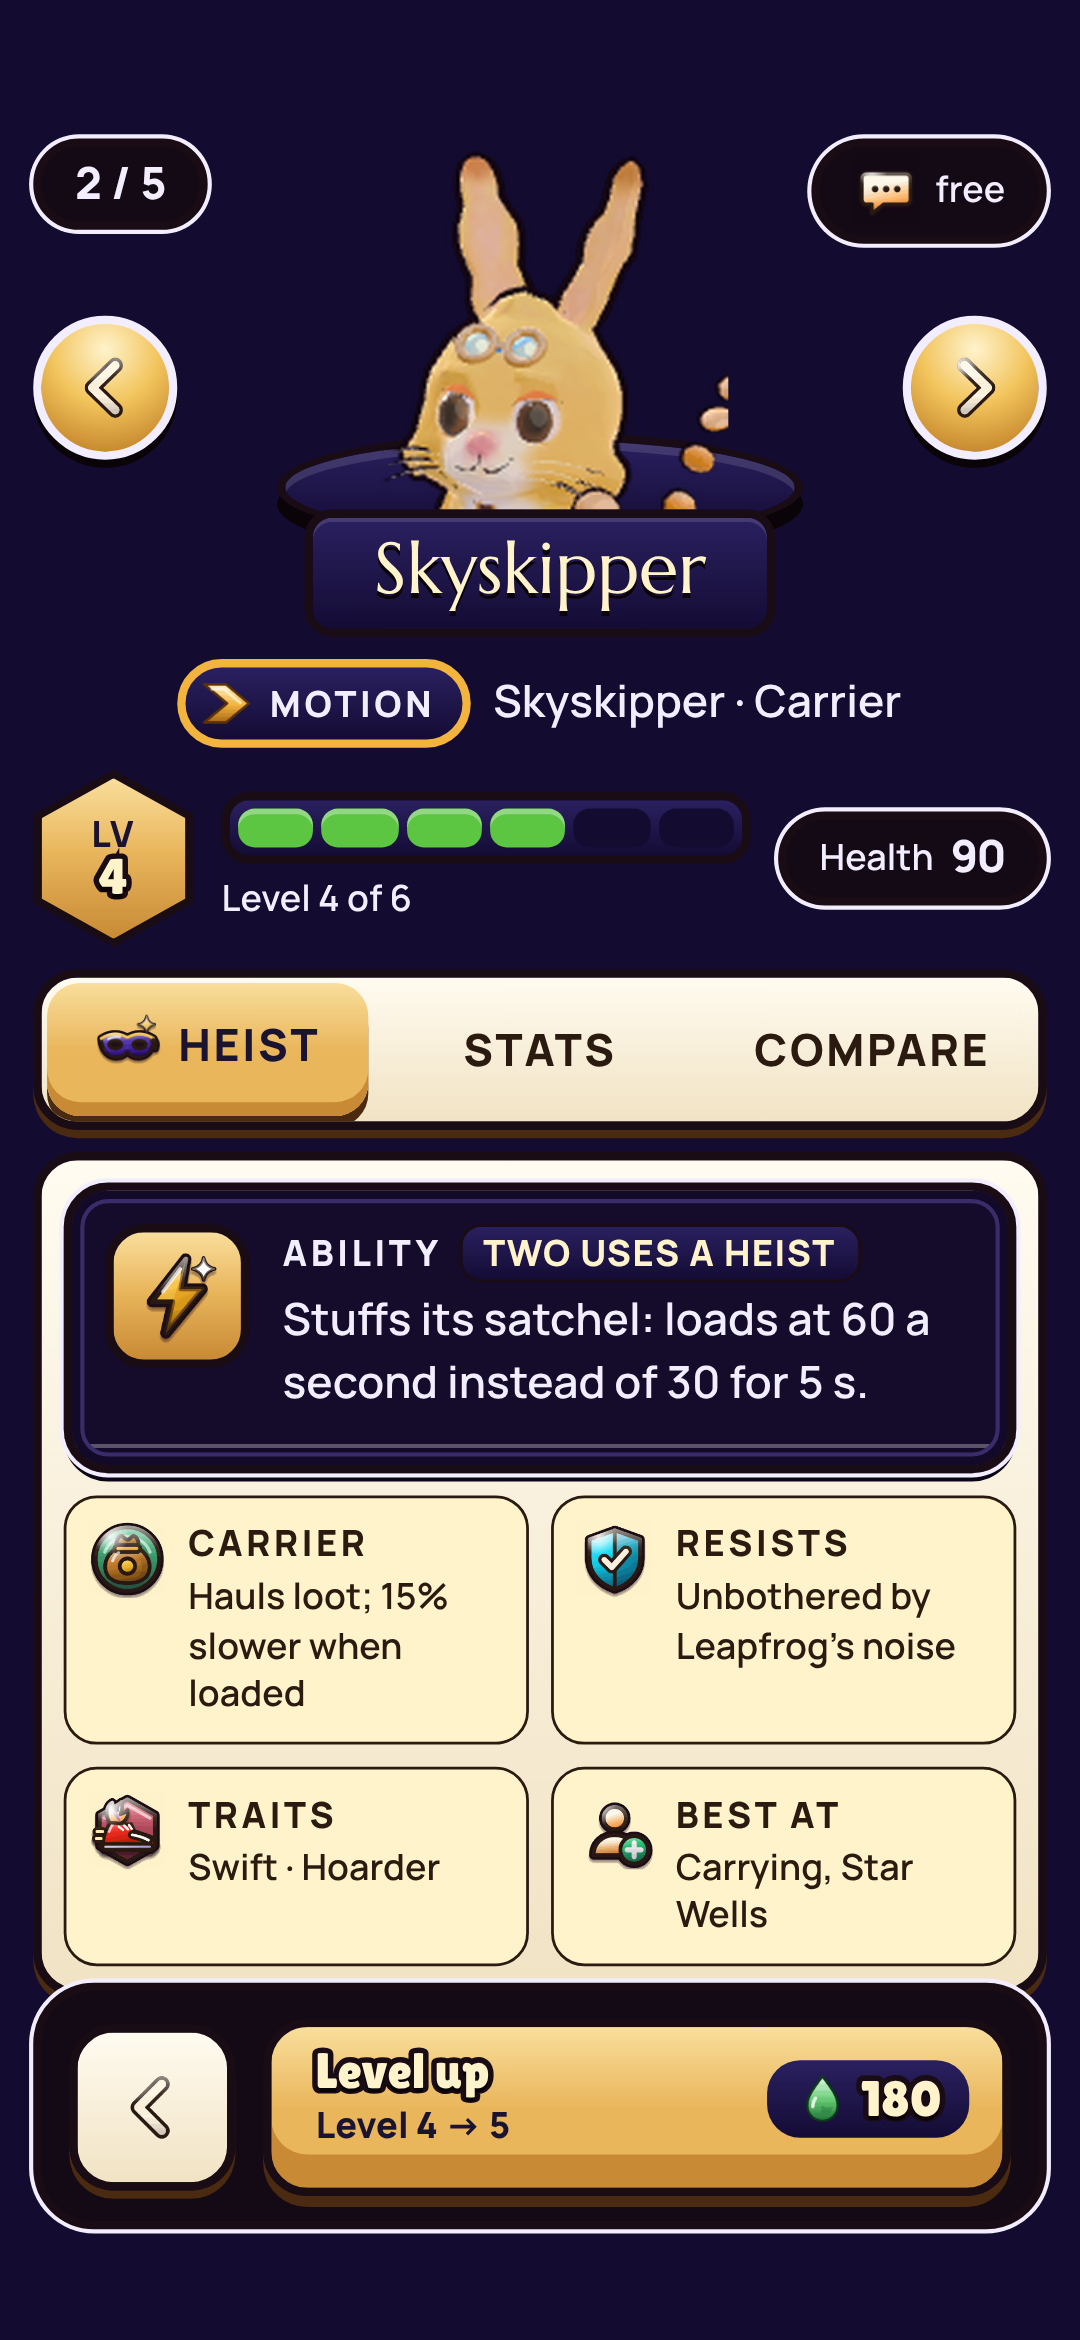 2 / 5
free
Skyskipper
MOTION
Skyskipper · Carrier
LV
4
Level 4 of 6
Health 90
HEIST
STATS
COMPARE
ABILITY
TWO USES A HEIST
Stuffs its satchel: loads at 60 a
second instead of 30 for 5 s.
CARRIER
Hauls loot; 15%
slower when
loaded
RESISTS
Unbothered by
Leapfrog’s noise
TRAITS
Swift · Hoarder
BEST AT
Carrying, Star
Wells
Level up
Level 4 → 5
180